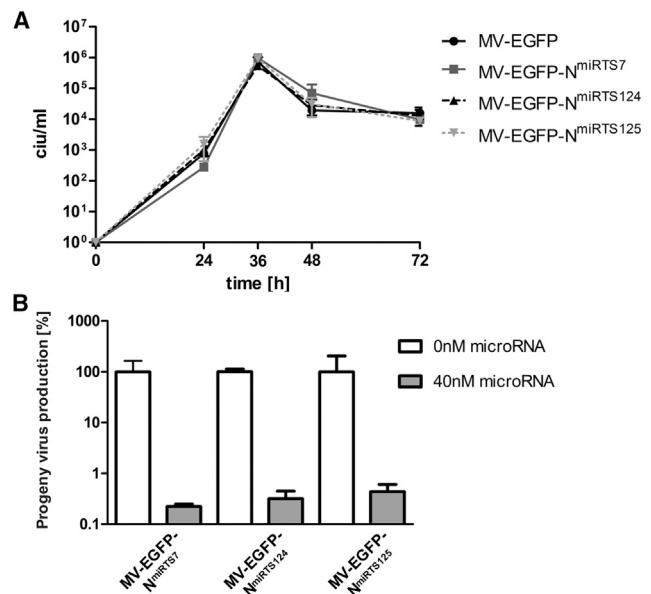 A
10⁷
10⁶
10⁵
10⁴
10³
10²
10¹
10⁰
ciu/ml
0 24 36 48 72
time [h]
MV-EGFP
MV-EGFP-N^miRTS7
MV-EGFP-N^miRTS124
MV-EGFP-N^miRTS125
B
Progeny virus production [%]
1000
100
10
1
0.1
0nM microRNA
40nM microRNA
MV-EGFP-
N^miRTS7
MV-EGFP-
N^miRTS124
MV-EGFP-
N^miRTS125